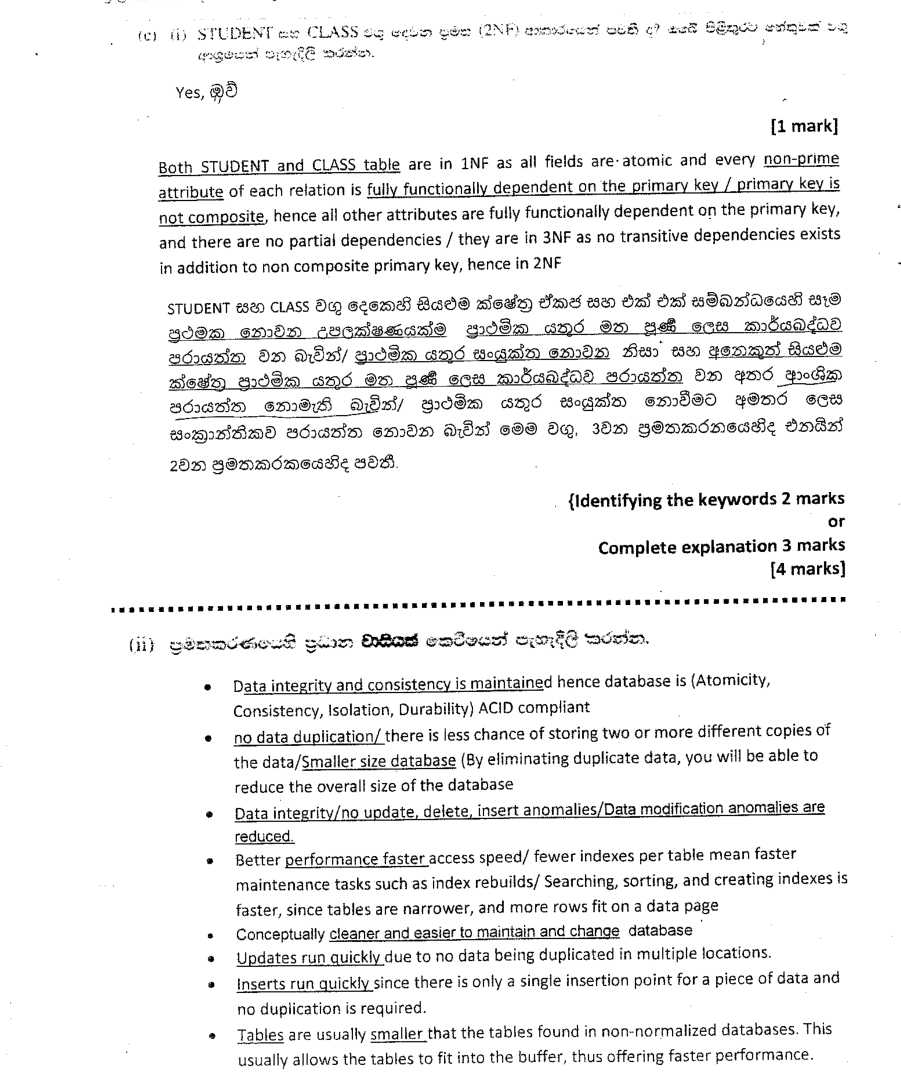 (c) (i) STUDENT සහ CLASS වගු දෙවන ප්‍රමත (2NF) ආකාරයෙන් පවතී ද? ඔබේ පිළිතුරට හේතුවක් වගු
ආශ්‍රයෙන් පැහැදිලි කරන්න.
Yes, ඔව්
[1 mark]
Both STUDENT and CLASS table are in 1NF as all fields are atomic and every non-prime
attribute of each relation is fully functionally dependent on the primary key / primary key is
not composite, hence all other attributes are fully functionally dependent on the primary key,
and there are no partial dependencies / they are in 3NF as no transitive dependencies exists
in addition to non composite primary key, hence in 2NF
STUDENT සහ CLASS වගු දෙකෙහි සියළුම ක්ෂේත්‍ර ඒකජ සහ එක් එක් සම්බන්ධයෙහි සෑම
ප්‍රථමක නොවන උපලක්ෂණයක්ම ප්‍රාථමික යතුර මත පූර්ණ ලෙස කාර්යබද්ධව
පරායත්ත වන බැවින්/ ප්‍රාථමික යතුර සංයුක්ත නොවන නිසා සහ අනෙකුත් සියළුම
ක්ෂේත්‍ර ප්‍රාථමික යතුර මත පූර්ණ ලෙස කාර්යබද්ධව පරායත්ත වන අතර ආංශික
පරායත්ත නොමැති බැවින්/ ප්‍රාථමික යතුර සංයුක්ත නොවීමට අමතර ලෙස
සංක්‍රාන්තිකව පරායත්ත නොවන බැවින් මෙම වගු, 3වන ප්‍රමතකරනයෙහිද එනයින්
2වන ප්‍රමතකරකයෙහිද පවතී.
{Identifying the keywords 2 marks
or
Complete explanation 3 marks
[4 marks]
(ii) ප්‍රමතකරණයෙහි ප්‍රධාන වාසියක් කෙටියෙන් පැහැදිලි කරන්න.
• Data integrity and consistency is maintained hence database is (Atomicity,
Consistency, Isolation, Durability) ACID compliant
• no data duplication/ there is less chance of storing two or more different copies of
the data/Smaller size database (By eliminating duplicate data, you will be able to
reduce the overall size of the database
• Data integrity/no update, delete, insert anomalies/Data modification anomalies are
reduced.
• Better performance faster access speed/ fewer indexes per table mean faster
maintenance tasks such as index rebuilds/ Searching, sorting, and creating indexes is
faster, since tables are narrower, and more rows fit on a data page
• Conceptually cleaner and easier to maintain and change database
• Updates run quickly due to no data being duplicated in multiple locations.
• Inserts run quickly since there is only a single insertion point for a piece of data and
no duplication is required.
• Tables are usually smaller that the tables found in non-normalized databases. This
usually allows the tables to fit into the buffer, thus offering faster performance.